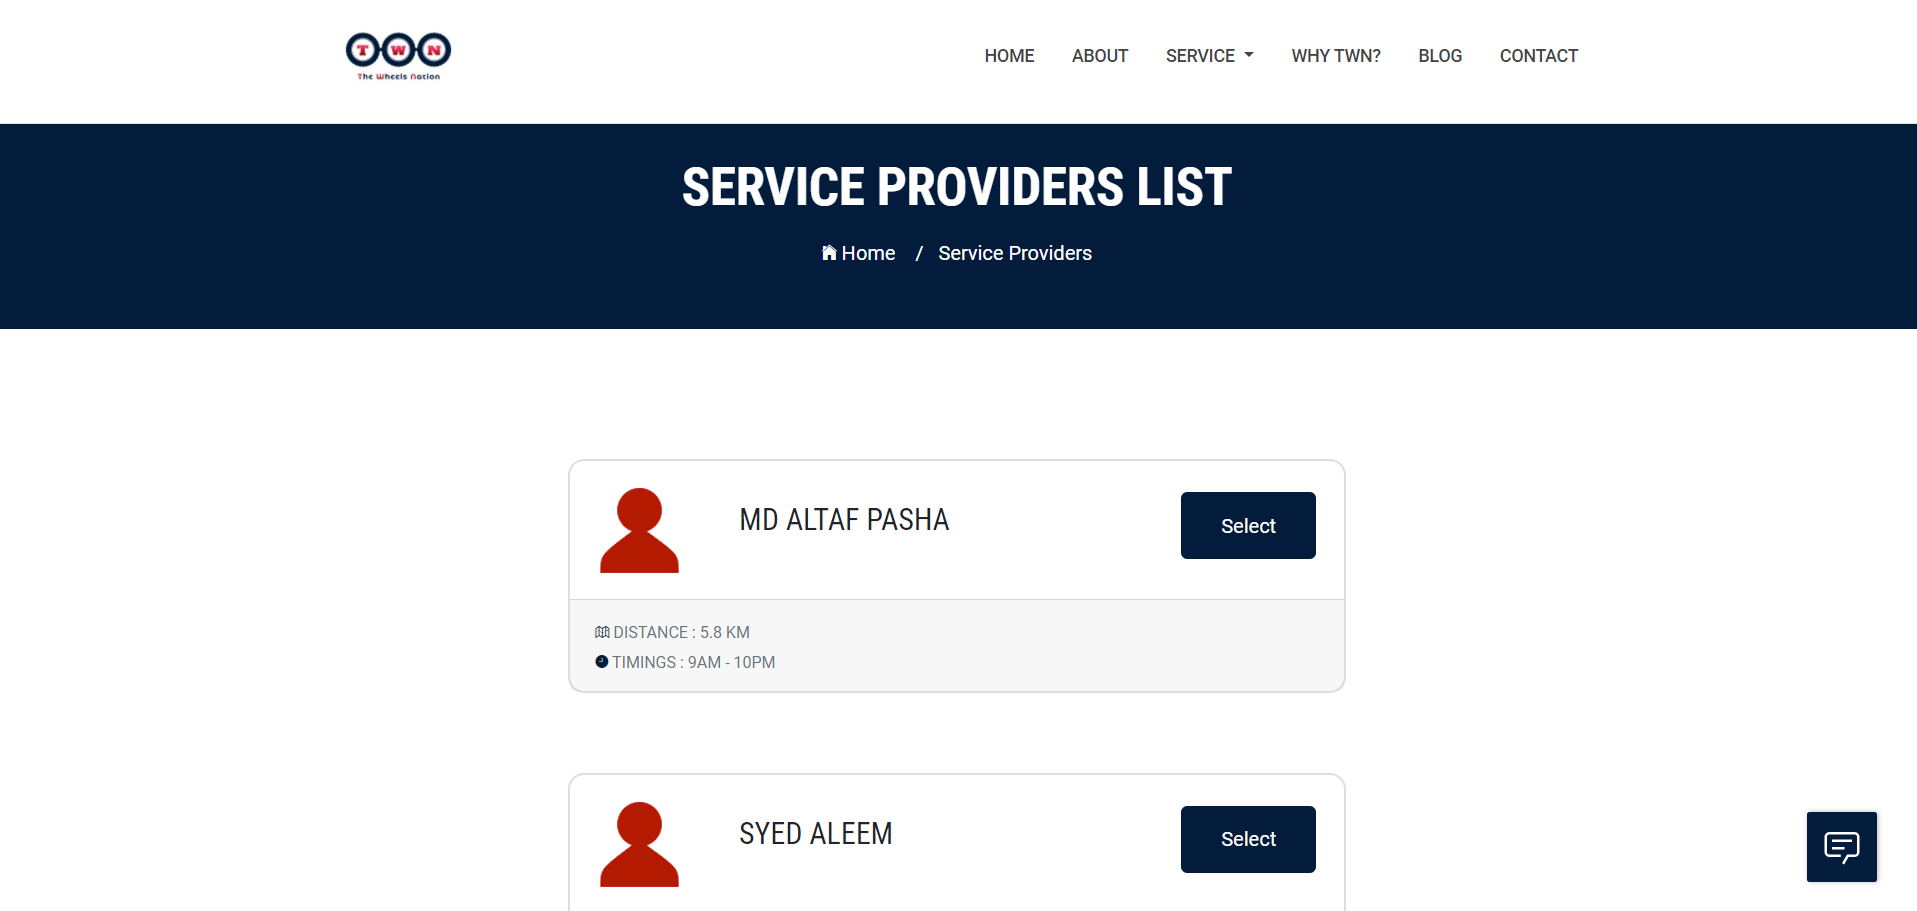 TWN
The Wheels Nation
HOME ABOUT SERVICE WHY TWN? BLOG CONTACT
SERVICE PROVIDERS LIST
Home / Service Providers
MD ALTAF PASHA
Select
DISTANCE : 5.8 KM
TIMINGS : 9AM - 10PM
SYED ALEEM
Select